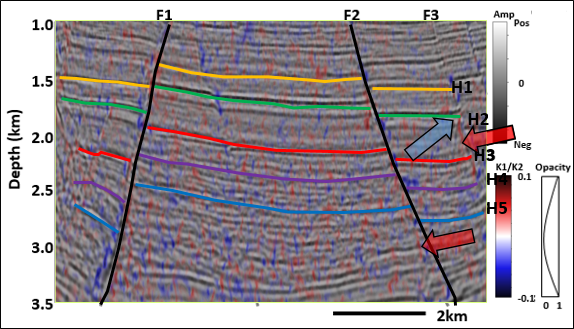 F1 F2 F3 Amp
1.0 Pos
1.5 0
H1
H2
2.0 Neg
H3
K1/K2 Opacity
0.1
H4
2.5
H5
3.0
-0.1
3.5 0 1
2km
Depth (km)